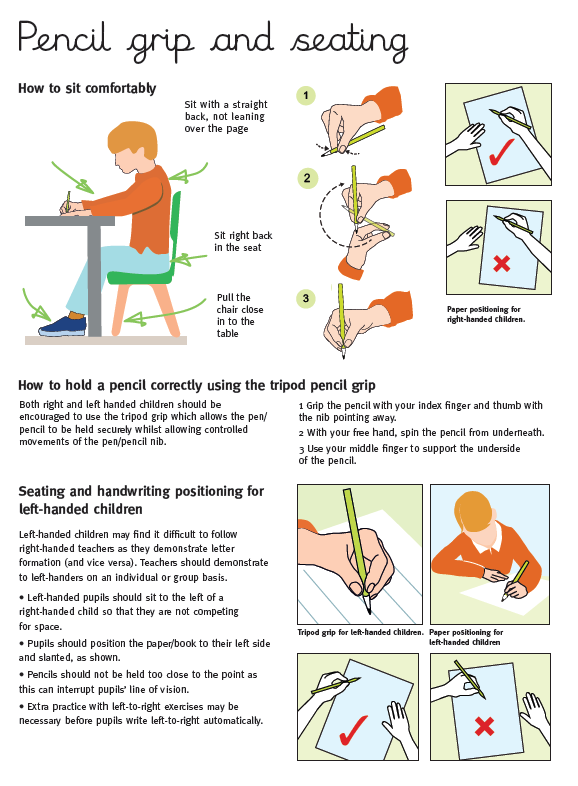 Pencil grip and seating
How to sit comfortably
Sit with a straight
back, not leaning
over the page
Sit right back
in the seat
Pull the
chair close
in to the
table
1
2
3
Paper positioning for
right-handed children.
How to hold a pencil correctly using the tripod pencil grip
Both right and left handed children should be
encouraged to use the tripod grip which allows the pen/
pencil to be held securely whilst allowing controlled
movements of the pen/pencil nib.
1 Grip the pencil with your index finger and thumb with
the nib pointing away.
2 With your free hand, spin the pencil from underneath.
3 Use your middle finger to support the underside
of the pencil.
Seating and handwriting positioning for
left-handed children
Left-handed children may find it difficult to follow
right-handed teachers as they demonstrate letter
formation (and vice versa). Teachers should demonstrate
to left-handers on an individual or group basis.
• Left-handed pupils should sit to the left of a
right-handed child so that they are not competing
for space.
• Pupils should position the paper/book to their left side
and slanted, as shown.
• Pencils should not be held too close to the point as
this can interrupt pupils' line of vision.
• Extra practice with left-to-right exercises may be
necessary before pupils write left-to-right automatically.
Tripod grip for left-handed children.
Paper positioning for
left-handed children